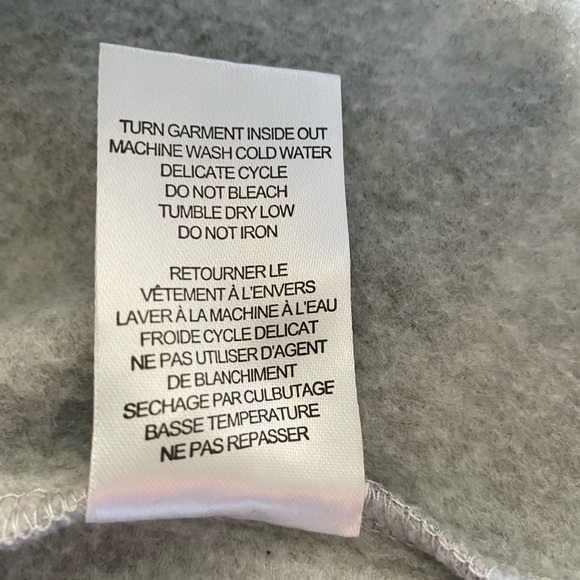 TURN GARMENT INSIDE OUT
MACHINE WASH COLD WATER
DELICATE CYCLE
DO NOT BLEACH
TUMBLE DRY LOW
DO NOT IRON
RETOURNER LE
VÊTEMENT À L'ENVERS
LAVER À LA MACHINE À L'EAU
FROIDE CYCLE DELICAT
NE PAS UTILISER D'AGENT
DE BLANCHIMENT
SECHAGE PAR CULBUTAGE
BASSE TEMPERATURE
NE PAS REPASSER